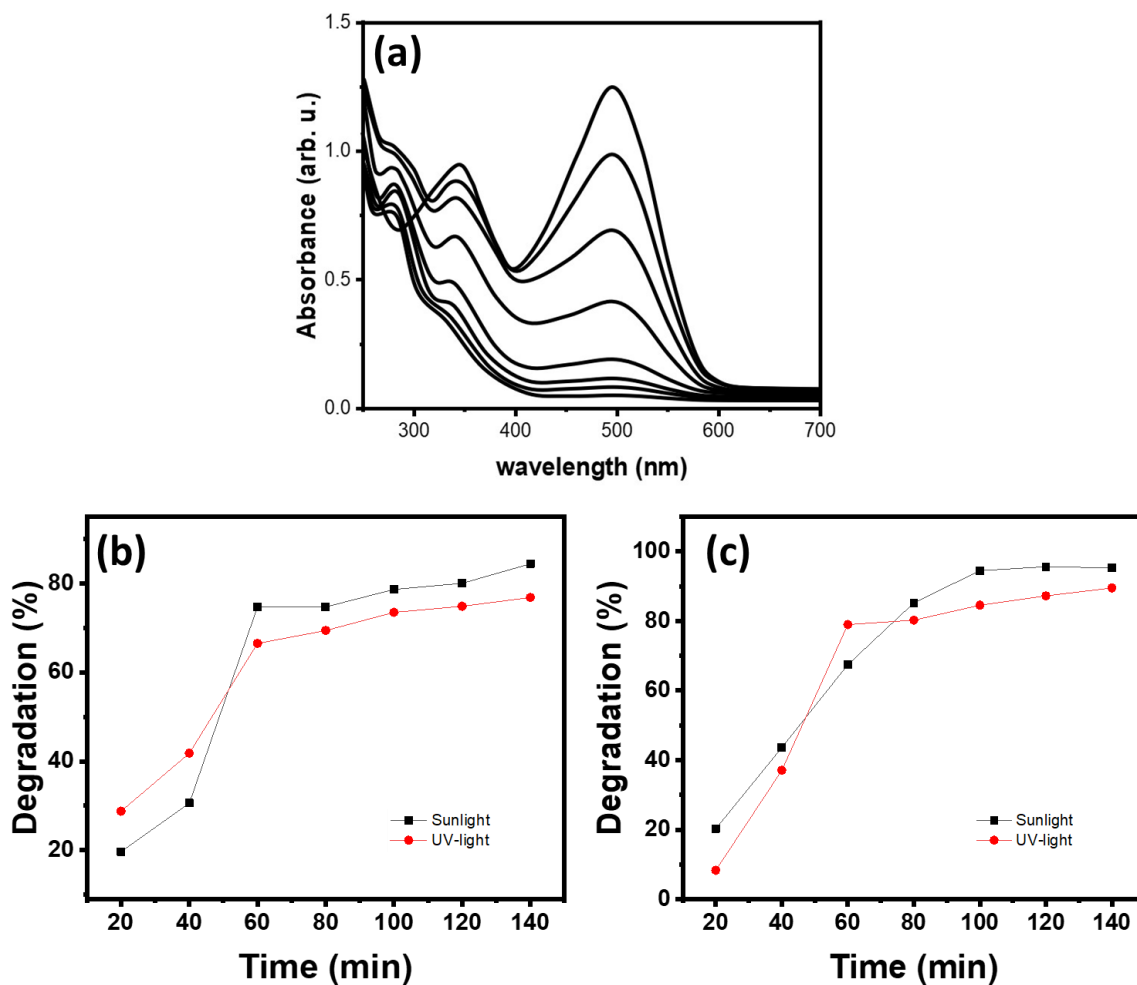 (a)
Absorbance (arb. u.)
1.5
1.0
0.5
0.0
300 400 500 600 700
wavelength (nm)
(b)
Degradation (%)
80
60
40
20
Sunlight
UV-light
20 40 60 80 100 120 140
Time (min)
(c)
Degradation (%)
100
80
60
40
20
0
Sunlight
UV-light
20 40 60 80 100 120 140
Time (min)